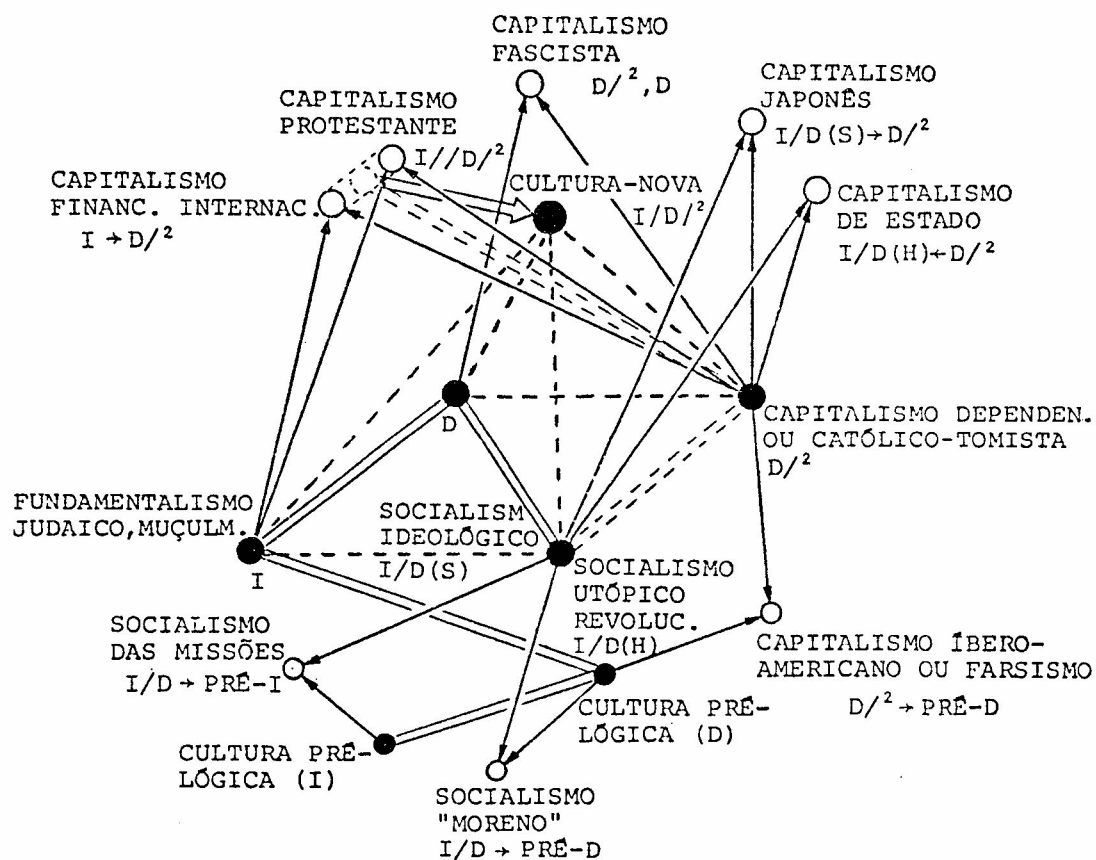 CAPITALISMO
FASCISTA
D/², D
CAPITALISMO
JAPONÊS
I/D(S)→D/²
CAPITALISMO
PROTESTANTE
I//D/²
CAPITALISMO
FINANC. INTERNAC.
I → D/²
CULTURA-NOVA
I/D/²
CAPITALISMO
DE ESTADO
I/D(H)←D/²
D
CAPITALISMO DEPENDEN.
OU CATÓLICO-TOMISTA
D/²
FUNDAMENTALISMO
JUDAICO,MUÇULM.
I
SOCIALISM
IDEOLÓGICO
I/D(S)
SOCIALISMO
UTÓPICO
REVOLUC.
I/D(H)
SOCIALISMO
DAS MISSÕES
I/D → PRÉ-I
CAPITALISMO ÍBERO-
AMERICANO OU FARSISMO
D/² → PRÉ-D
CULTURA PRÉ-
LÓGICA (D)
CULTURA PRÉ-
LÓGICA (I)
SOCIALISMO
"MORENO"
I/D → PRÉ-D